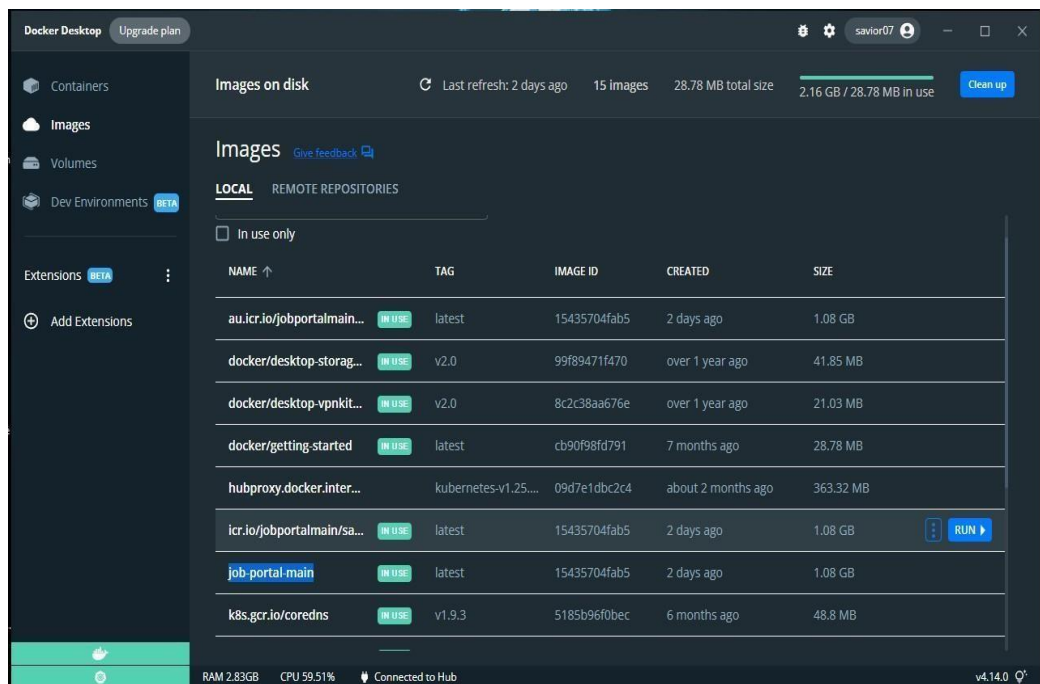 Docker Desktop Upgrade plan savior07
Containers
Images
Volumes
Dev Environments BETA
Extensions BETA
Add Extensions
Images on disk Last refresh: 2 days ago 15 images 28.78 MB total size 2.16 GB / 28.78 MB in use Clean up
Images Give feedback
LOCAL REMOTE REPOSITORIES
In use only
NAME TAG IMAGE ID CREATED SIZE
au.icr.io/jobportalmain... IN USE latest 15435704fab5 2 days ago 1.08 GB
docker/desktop-storag... IN USE v2.0 99f89471f470 over 1 year ago 41.85 MB
docker/desktop-vpnkit... IN USE v2.0 8c2c38aa676e over 1 year ago 21.03 MB
docker/getting-started IN USE latest cb90f98fd791 7 months ago 28.78 MB
hubproxy.docker.inter... kubernetes-v1.25.... 09d7e1dbc2c4 about 2 months ago 363.32 MB
icr.io/jobportalmain/sa... IN USE latest 15435704fab5 2 days ago 1.08 GB RUN
job-portal-main IN USE latest 15435704fab5 2 days ago 1.08 GB
k8s.gcr.io/coredns IN USE v1.9.3 5185b96f0bec 6 months ago 48.8 MB
RAM 2.83GB CPU 59.51% Connected to Hub v4.14.0